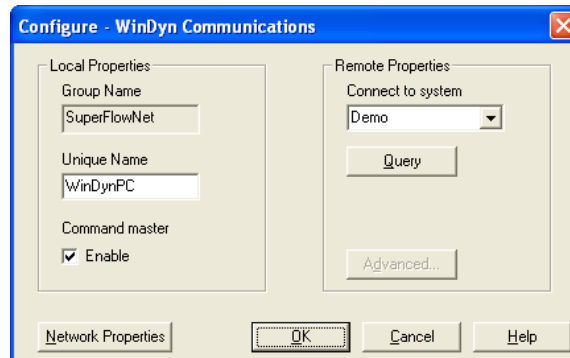 Configure - WinDyn Communications
Local Properties
Group Name
SuperFlowNet
Unique Name
WinDynPC
Command master
Enable
Remote Properties
Connect to system
Demo
Query
Advanced...
Network Properties
OK
Cancel
Help